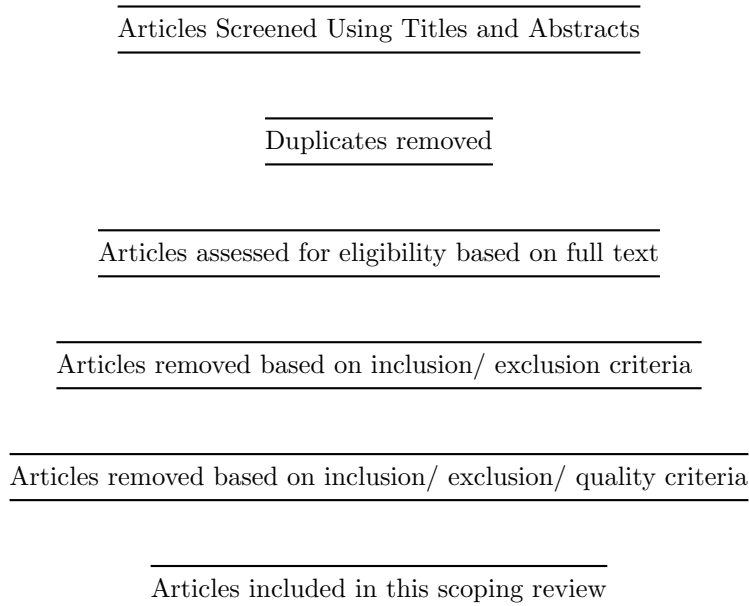 Articles Screened Using Titles and Abstracts
Duplicates removed
Articles assessed for eligibility based on full text
Articles removed based on inclusion/ exclusion criteria
Articles removed based on inclusion/ exclusion/ quality criteria
Articles included in this scoping review